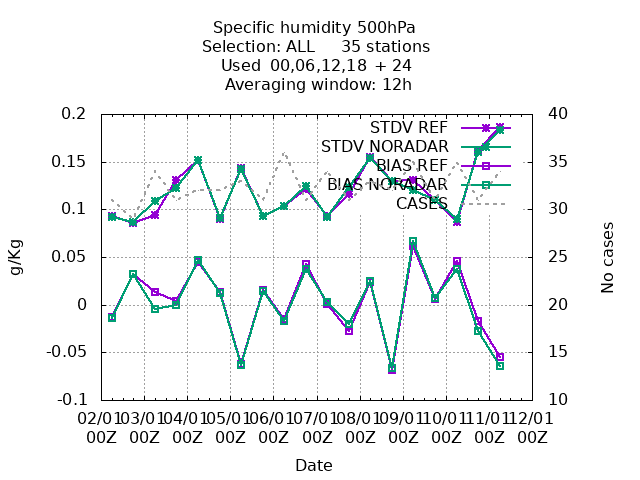 Specific humidity 500hPa
Selection: ALL 35 stations
Used 00,06,12,18 + 24
Averaging window: 12h
0.2
0.15
0.1
0.05
0
-0.05
-0.1
g/Kg
STDV REF
STDV NORADAR
BIAS REF
BIAS NORADAR
CASES
40
35
30
25
20
15
10
No cases
02/01 03/01 04/01 05/01 06/01 07/01 08/01 09/01 10/01 11/01 12/01
00Z 00Z 00Z 00Z 00Z 00Z 00Z 00Z 00Z 00Z 00Z
Date